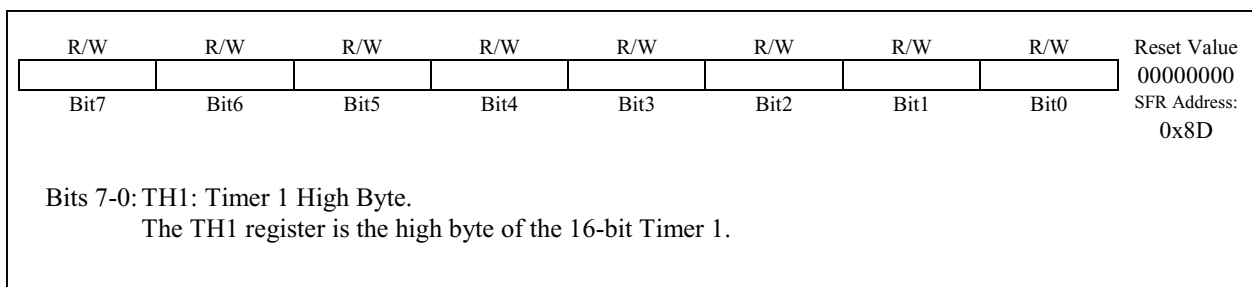 R/W R/W R/W R/W R/W R/W R/W R/W Reset Value
00000000
Bit7 Bit6 Bit5 Bit4 Bit3 Bit2 Bit1 Bit0 SFR Address:
0x8D
Bits 7-0: TH1: Timer 1 High Byte.
The TH1 register is the high byte of the 16-bit Timer 1.